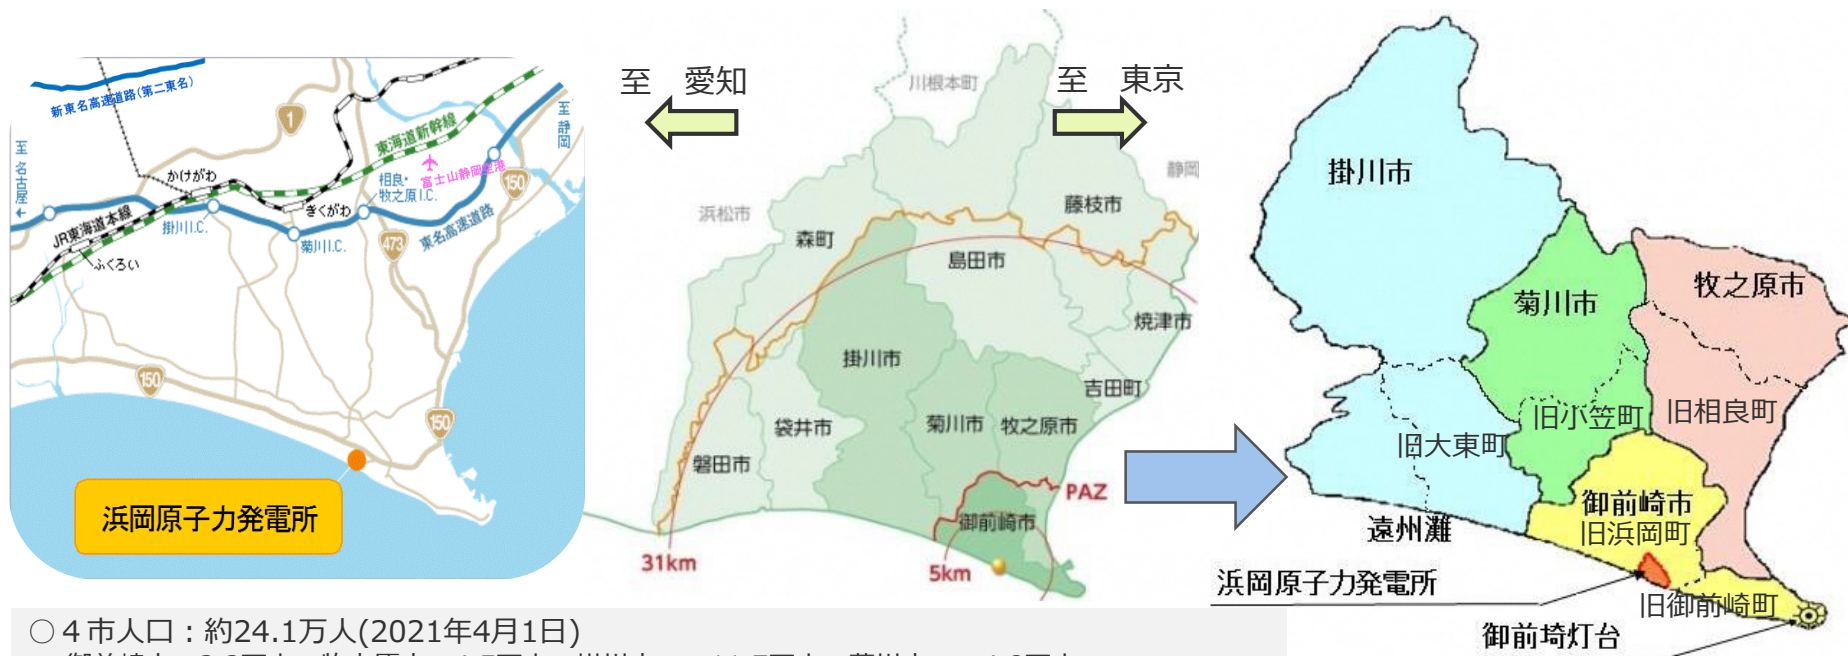 新東名高速道路(第二東名)
1
至 静岡
東海道新幹線
富士山静岡空港
至 名古屋
かけがわ
相良・
牧之原I.C.
150
きくがわ
JR東海道本線
掛川I.C.
菊川I.C.
473
東名高速道路
ふくろい
150
150
浜岡原子力発電所
至 愛知
至 東京
川根本町
静岡
浜松市
藤枝市
森町
島田市
焼津市
掛川市
吉田町
袋井市
菊川市
牧之原市
磐田市
PAZ
御前崎市
31km
5km
掛川市
牧之原市
菊川市
旧小笠町
旧相良町
旧大東町
御前崎市
遠州灘
旧浜岡町
浜岡原子力発電所
旧御前崎町
御前埼灯台
○４市人口：約24.1万人(2021年4月1日)